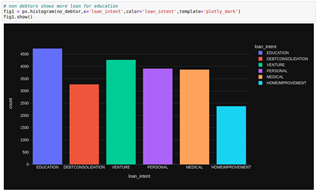 # non debtors shows more loan for education
fig1 = px.histogram(no_debtor,x='loan_intent',color='loan_intent',template='plotly_dark')
fig1.show()
loan_intent
EDUCATION
DEBTCONSOLIDATION
VENTURE
PERSONAL
MEDICAL
HOMEIMPROVEMENT
count
4500
4000
3500
3000
2500
2000
1500
1000
500
0
EDUCATION DEBTCONSOLIDATION VENTURE PERSONAL MEDICAL HOMEIMPROVEMENT
loan_intent